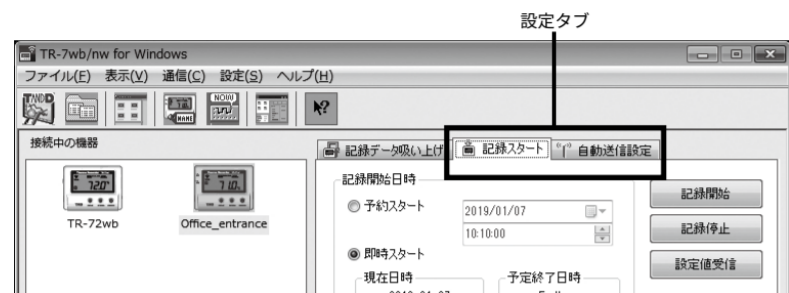 設定タブ
TR-7wb/nw for Windows
ファイル(F) 表示(V) 通信(C) 設定(S) ヘルプ(H)
TAND
NOW
NAME
接続中の機器
記録データ吸い上げ 記録スタート 自動送信設定
記録開始日時
予約スタート 2019/01/07
10:10:00
即時スタート
現在日時 予定終了日時
記録開始
記録停止
設定値受信
TR-72wb Office_entrance